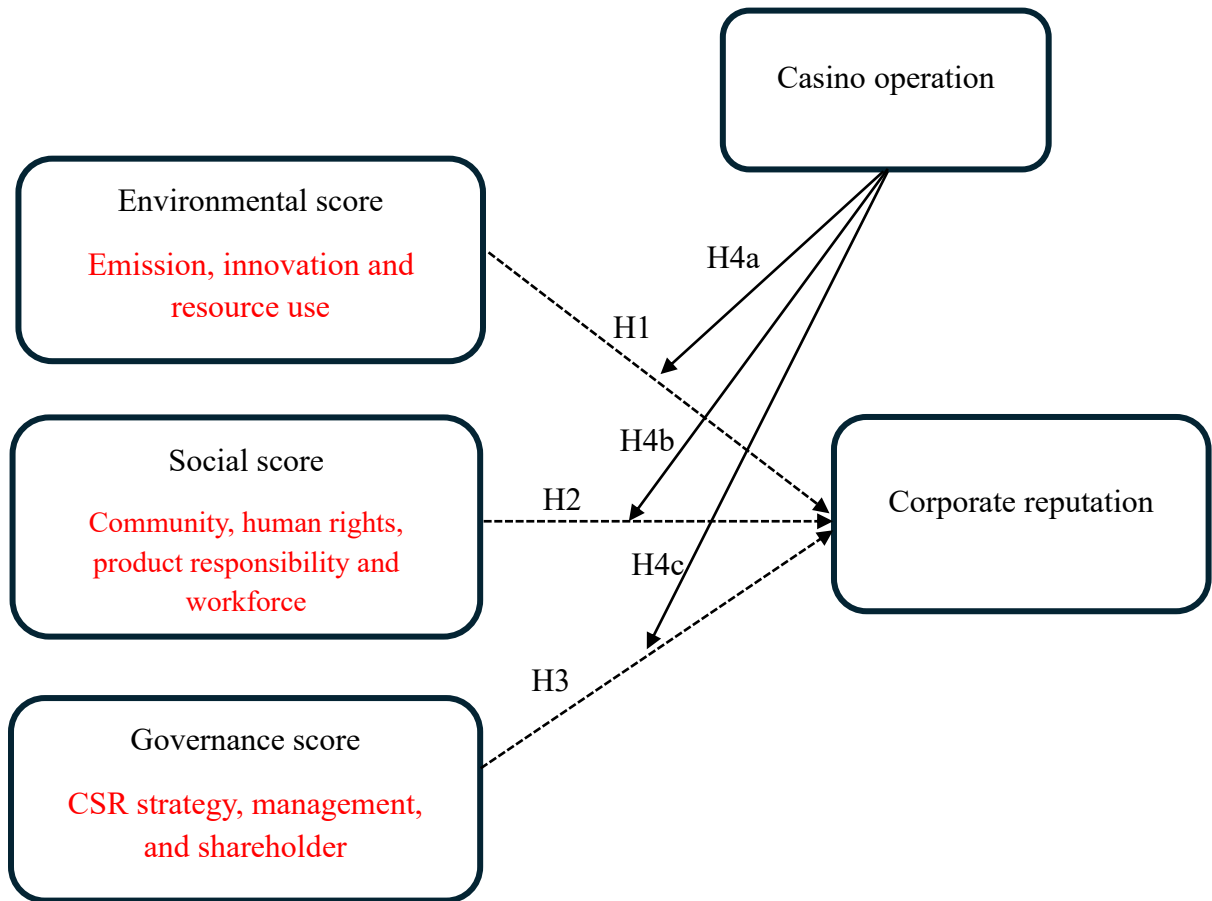 Casino operation
Environmental score
Emission, innovation and
resource use
H4a
H1
Social score
Community, human rights,
product responsibility and
workforce
H4b
H2
H4c
Corporate reputation
H3
Governance score
CSR strategy, management,
and shareholder